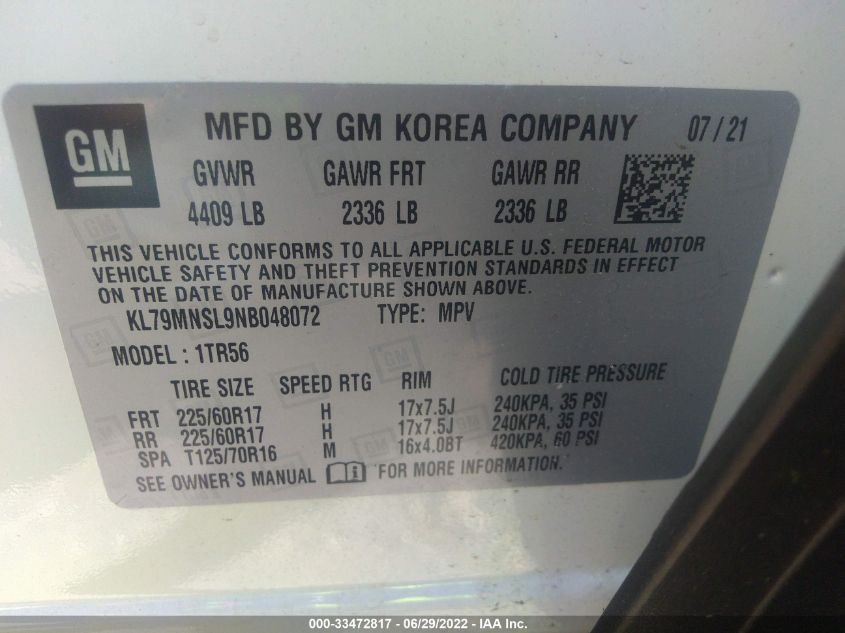 GM
MFD BY GM KOREA COMPANY 07/21
GVWR GAWR FRT GAWR RR
4409 LB 2336 LB 2336 LB
THIS VEHICLE CONFORMS TO ALL APPLICABLE U.S. FEDERAL MOTOR
VEHICLE SAFETY AND THEFT PREVENTION STANDARDS IN EFFECT
ON THE DATE OF MANUFACTURE SHOWN ABOVE.
KL79MNSL9NB048072 TYPE: MPV
MODEL : 1TR56
TIRE SIZE SPEED RTG RIM COLD TIRE PRESSURE
FRT 225/60R17 H 17x7.5J 240KPA, 35 PSI
RR 225/60R17 H 17x7.5J 240KPA, 35 PSI
SPA T125/70R16 M 16x4.0BT 420KPA, 60 PSI
SEE OWNER'S MANUAL FOR MORE INFORMATION.
000-33472817 - 06/29/2022 - IAA Inc.